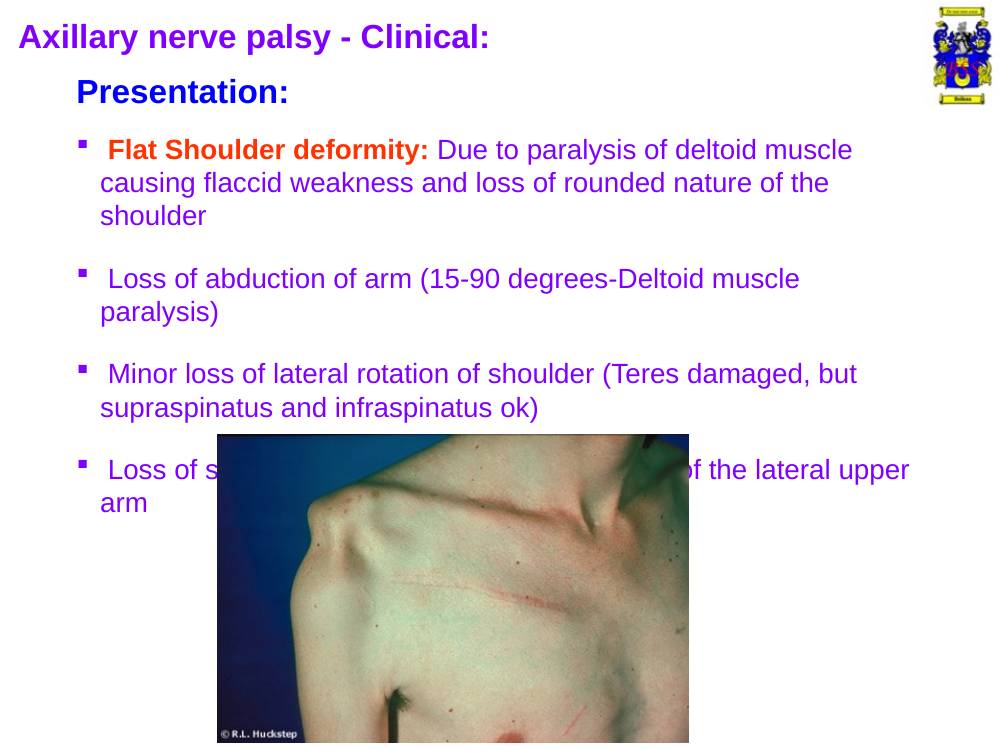 Axillary nerve palsy - Clinical:
Presentation:
▪ Flat Shoulder deformity: Due to paralysis of deltoid muscle
causing flaccid weakness and loss of rounded nature of the
shoulder
▪ Loss of abduction of arm (15-90 degrees-Deltoid muscle
paralysis)
▪ Minor loss of lateral rotation of shoulder (Teres damaged, but
supraspinatus and infraspinatus ok)
▪ Loss of of the lateral upper
arm
© R.L. Huckstep